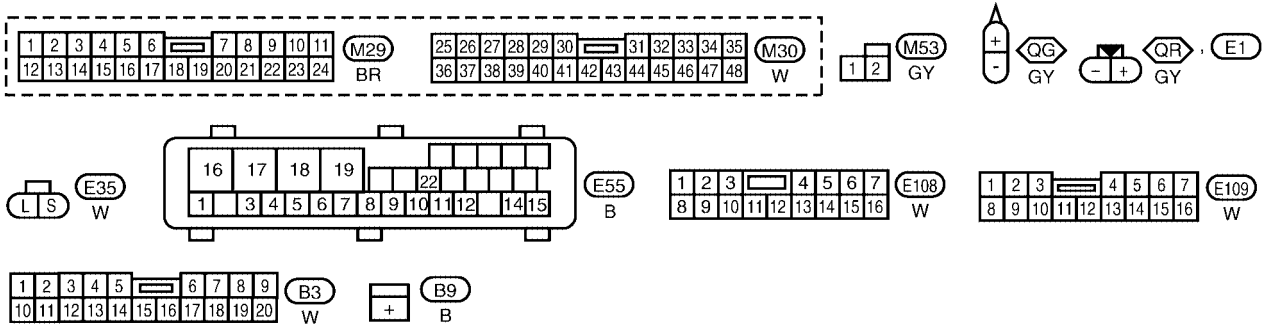 1 2 3 4 5 6 7 8 9 10 11 M29
12 13 14 15 16 17 18 19 20 21 22 23 24 BR
25 26 27 28 29 30 31 32 33 34 35 M30
36 37 38 39 40 41 42 43 44 45 46 47 48 W
1 2 M53 GY
+ - QG GY
- + QR , E1 GY
L S E35 W
16 17 18 19
22
1 3 4 5 6 7 8 9 10 11 12 14 15
E55
B
1 2 3 4 5 6 7 E108
8 9 10 11 12 13 14 15 16 W
1 2 3 4 5 6 7 E109
8 9 10 11 12 13 14 15 16 W
1 2 3 4 5 6 7 8 9 B3
10 11 12 13 14 15 16 17 18 19 20 W
+ B9 B